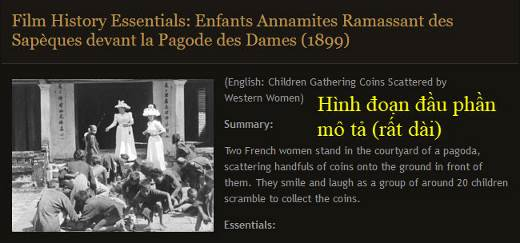 Film History Essentials: Enfants Annamites Ramassant des
Sapèques devant la Pagode des Dames (1899)
(English: Children Gathering Coins Scattered by
Western Women)
Hình đoạn đầu phần
mô tả (rất dài)
Summary:
Two French women stand in the courtyard of a pagoda,
scattering handfuls of coins onto the ground in front of
them. They smile and laugh as a group of around 20 children
scramble to collect the coins.
Essentials: